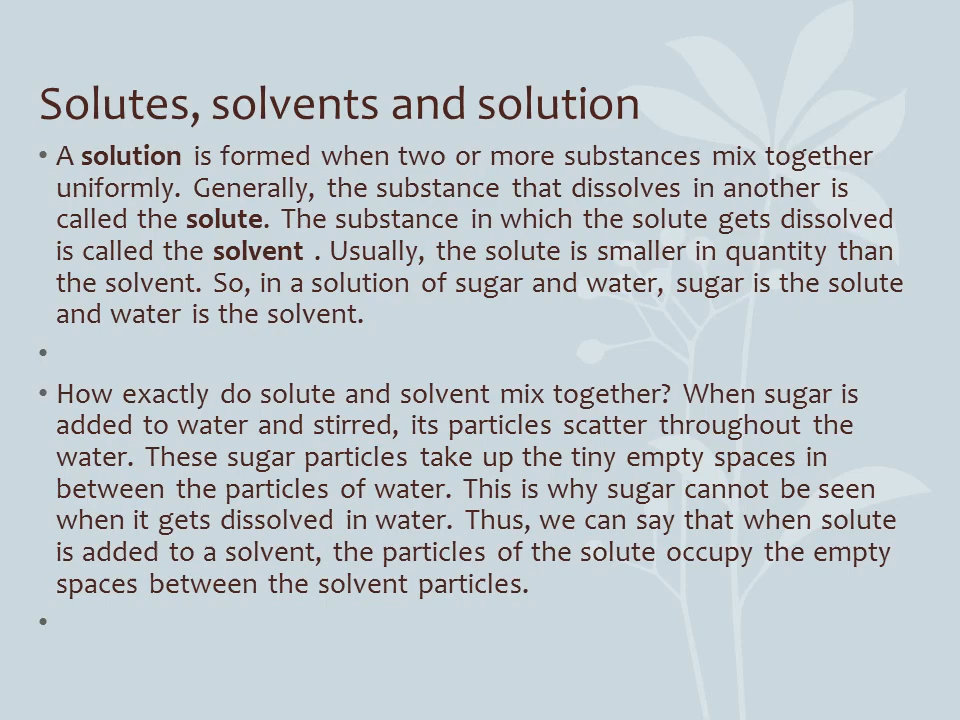 Solutes, solvents and solution
• A solution is formed when two or more substances mix together
uniformly. Generally, the substance that dissolves in another is
called the solute. The substance in which the solute gets dissolved
is called the solvent . Usually, the solute is smaller in quantity than
the solvent. So, in a solution of sugar and water, sugar is the solute
and water is the solvent.
•
• How exactly do solute and solvent mix together? When sugar is
added to water and stirred, its particles scatter throughout the
water. These sugar particles take up the tiny empty spaces in
between the particles of water. This is why sugar cannot be seen
when it gets dissolved in water. Thus, we can say that when solute
is added to a solvent, the particles of the solute occupy the empty
spaces between the solvent particles.
•